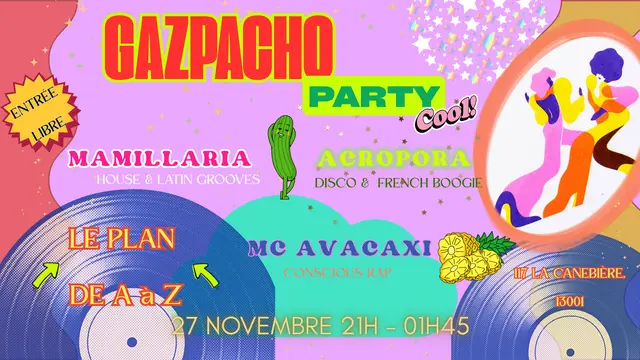 GAZPACHO
PARTY
Cool!
ENTRÉE
LIBRE
MAMILLARIA
HOUSE & LATIN GROOVES
ACROPORA
DISCO & FRENCH BOOGIE
LE PLAN
DE A à Z
MC AVACAXI
CONSCIOUS RAP
117 LA CANEBIÈRE,
13001
27 NOVEMBRE 21H - 01H45